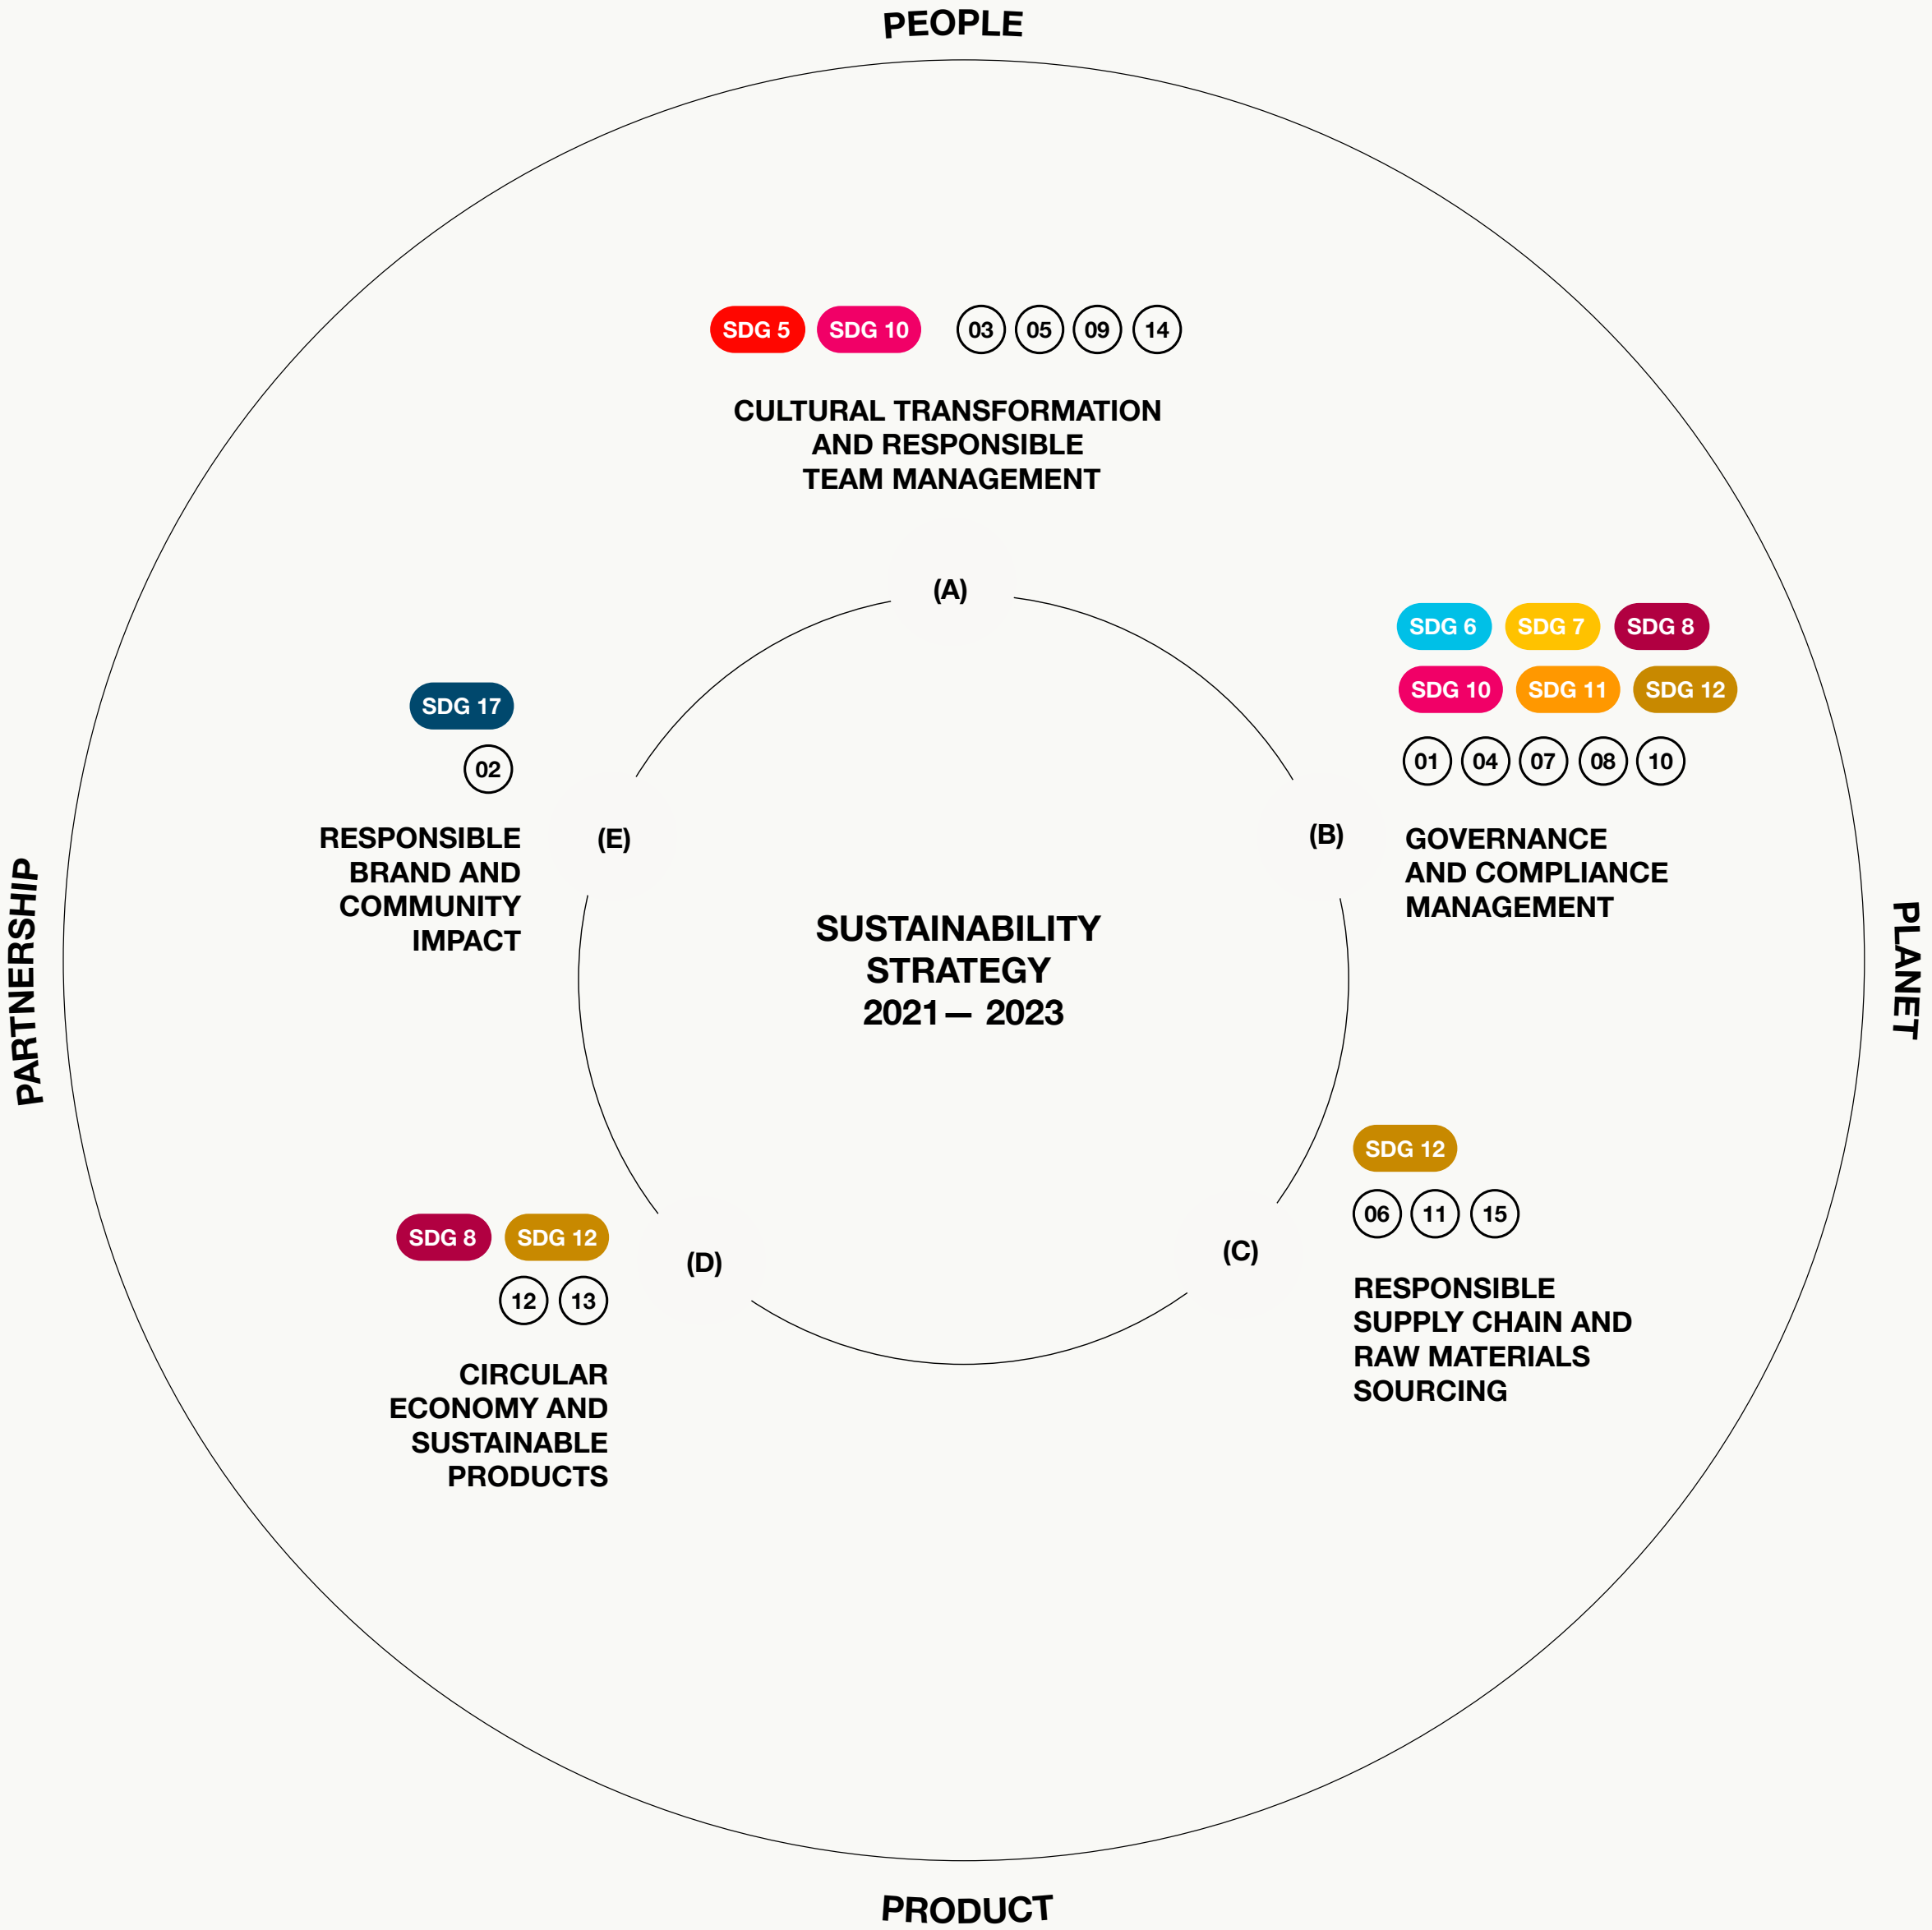 PEOPLE
SDG 5 SDG 10 03 05 09 14
CULTURAL TRANSFORMATION
AND RESPONSIBLE
TEAM MANAGEMENT
(A)
SDG 6 SDG 7 SDG 8
SDG 10 SDG 11 SDG 12
01 04 07 08 10
(B)
GOVERNANCE
AND COMPLIANCE
MANAGEMENT
PLANET
SDG 12
06 11 15
(C)
RESPONSIBLE
SUPPLY CHAIN AND
RAW MATERIALS
SOURCING
SDG 8 SDG 12
12 13
(D)
CIRCULAR
ECONOMY AND
SUSTAINABLE
PRODUCTS
SDG 17
02
(E)
RESPONSIBLE
BRAND AND
COMMUNITY
IMPACT
PARTNERSHIP
SUSTAINABILITY
STRATEGY
2021— 2023
PRODUCT